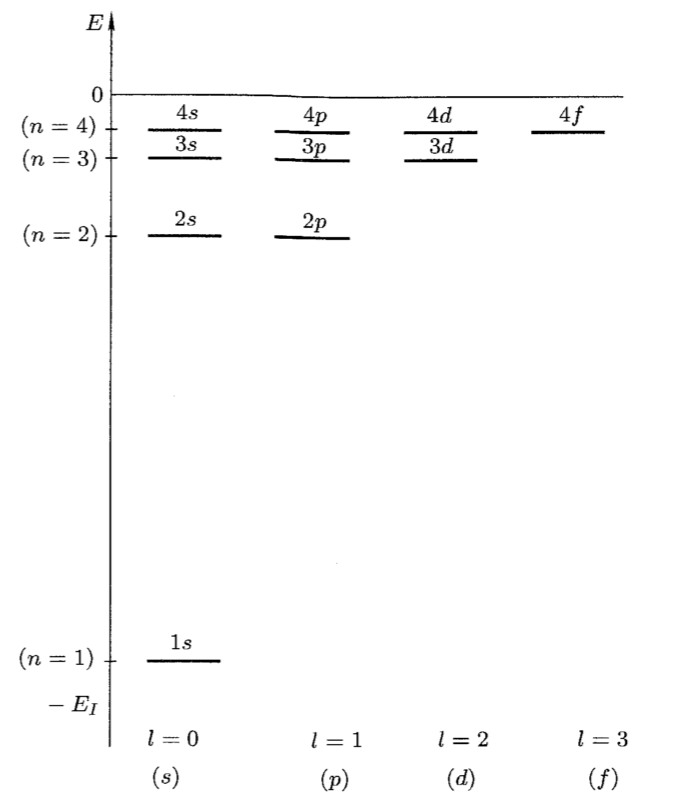 E
0
4s 4p 4d 4f
(n = 4)
3s 3p 3d
(n = 3)
2s 2p
(n = 2)
1s
(n = 1)
− E_I
l = 0 l = 1 l = 2 l = 3
(s) (p) (d) (f)